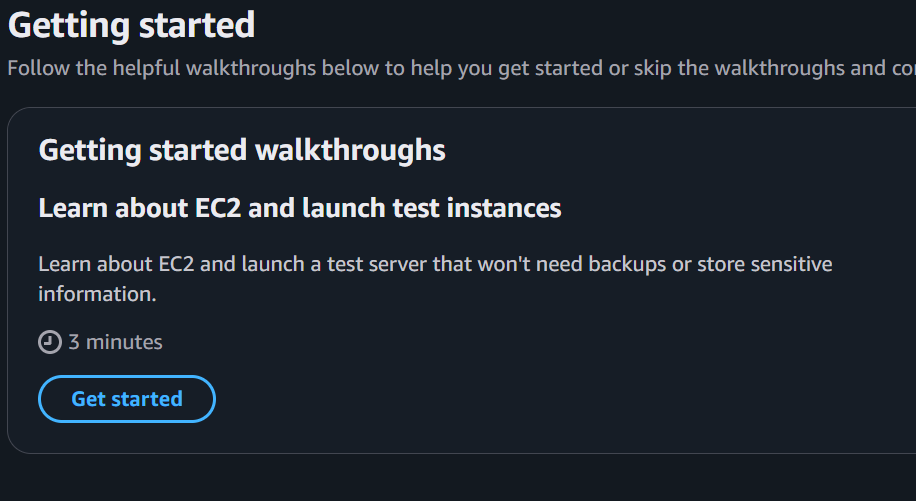 Getting started
Follow the helpful walkthroughs below to help you get started or skip the walkthroughs and
Getting started walkthroughs
Learn about EC2 and launch test instances
Learn about EC2 and launch a test server that won't need backups or store sensitive
information.
3 minutes
Get started